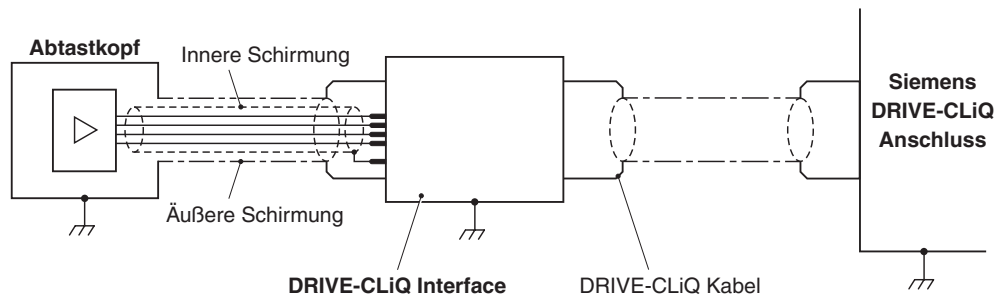 Abtastkopf
Innere Schirmung
Äußere Schirmung
DRIVE-CLiQ Interface
DRIVE-CLiQ Kabel
Siemens
DRIVE-CLiQ
Anschluss